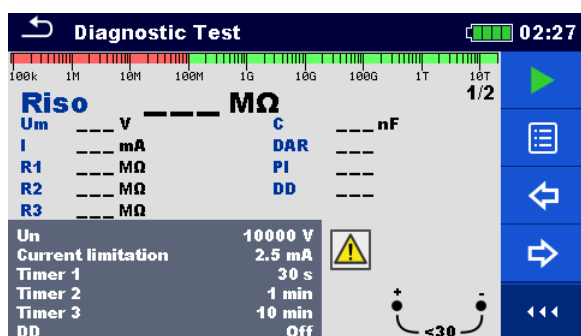 Diagnostic Test 02:27
100k 1M 10M 100M 1G 10G 100G 1T 10T
1/2
Riso ___ MΩ
Um ___ V C ___ nF
I ___ mA DAR ___
R1 ___ MΩ PI ___
R2 ___ MΩ DD ___
R3 ___ MΩ
Un 10000 V
Current limitation 2.5 mA
Timer 1 30 s
Timer 2 1 min
Timer 3 10 min
DD Off
+ -
<30